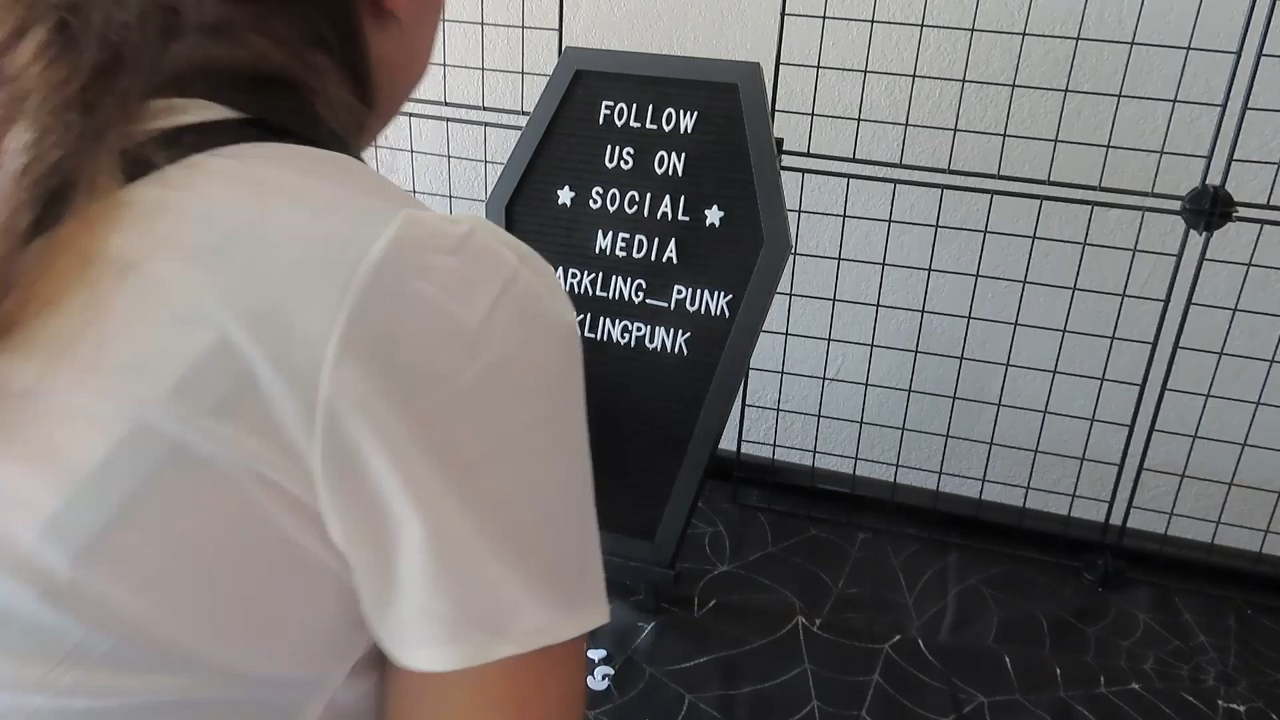 FOLLOW
US ON
SOCIAL
MEDIA
ARKLING_PUNK
KLINGPUNK